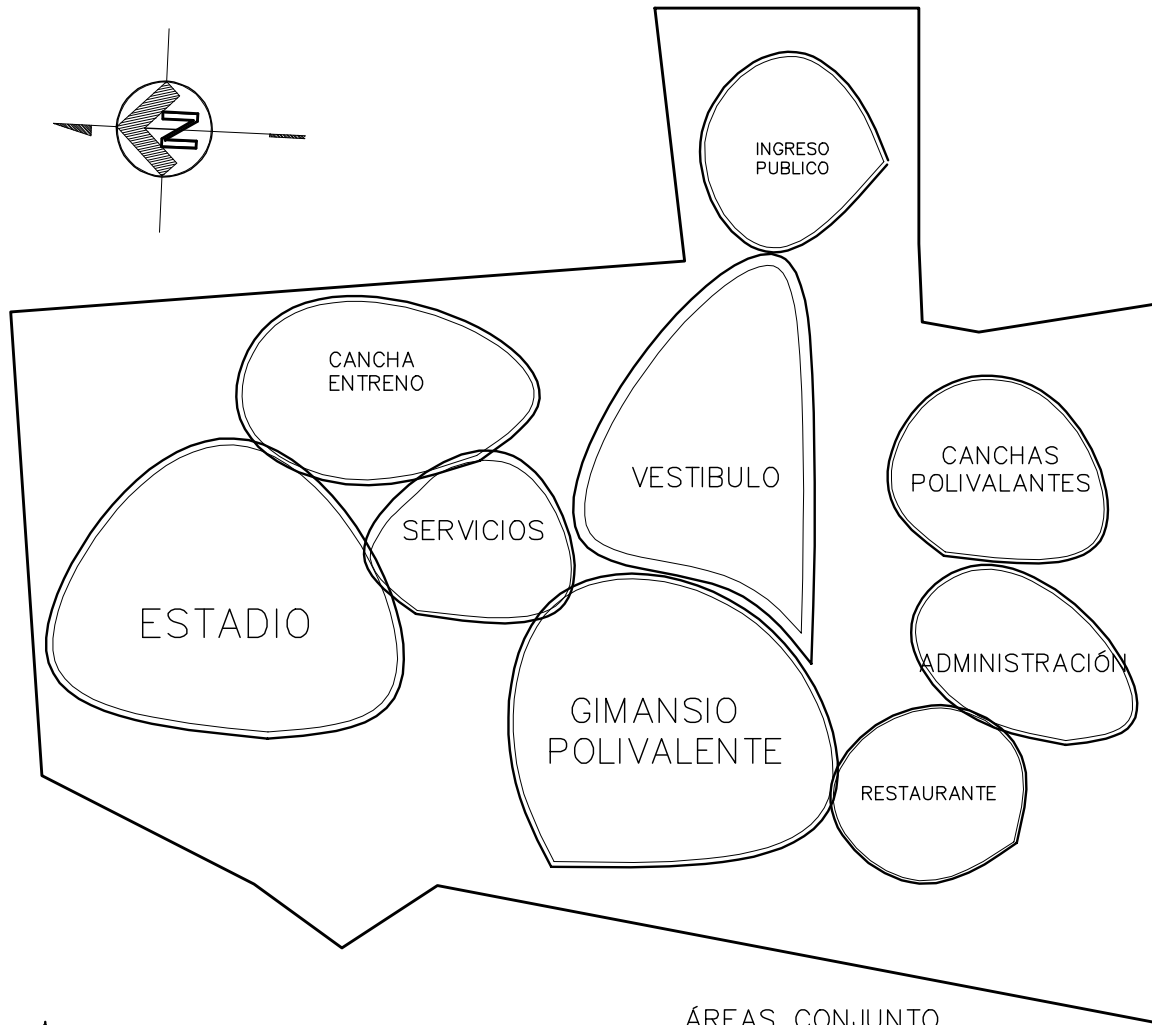 N
INGRESO
PUBLICO
CANCHA
ENTRENO
VESTIBULO
CANCHAS
POLIVALANTES
SERVICIOS
ESTADIO
ADMINISTRACIÓN
GIMANSIO
POLIVALENTE
RESTAURANTE
ÁREAS CONJUNTO